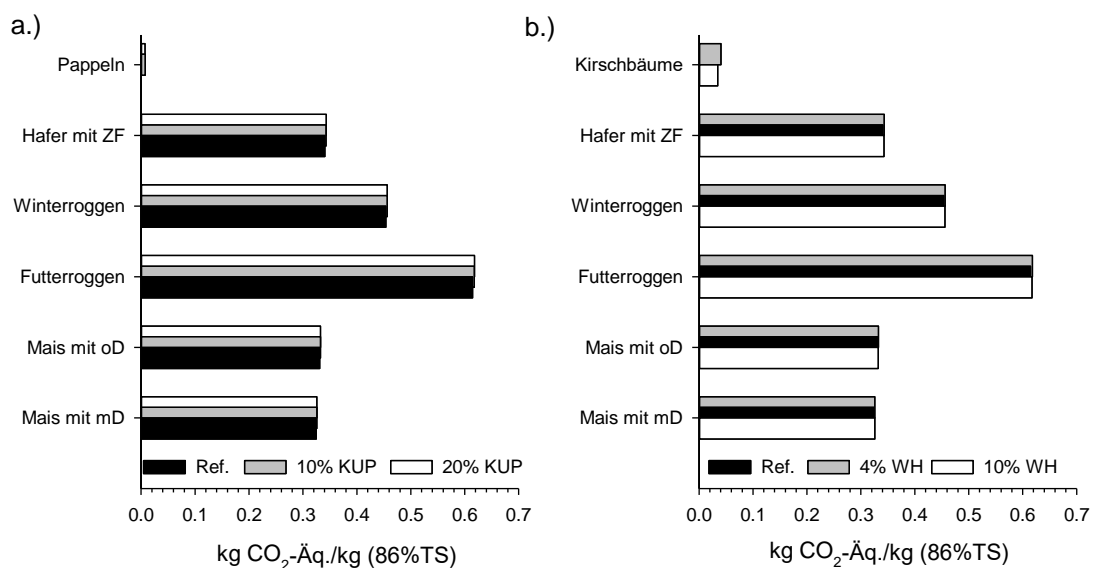 a.)
Pappeln
Hafer mit ZF
Winterroggen
Futterroggen
Mais mit oD
Mais mit mD
Ref. 10% KUP 20% KUP
0.0 0.1 0.2 0.3 0.4 0.5 0.6 0.7
kg CO₂-Äq./kg (86%TS)
b.)
Kirschbäume
Hafer mit ZF
Winterroggen
Futterroggen
Mais mit oD
Mais mit mD
Ref. 4% WH 10% WH
0.0 0.1 0.2 0.3 0.4 0.5 0.6 0.7
kg CO₂-Äq./kg (86%TS)